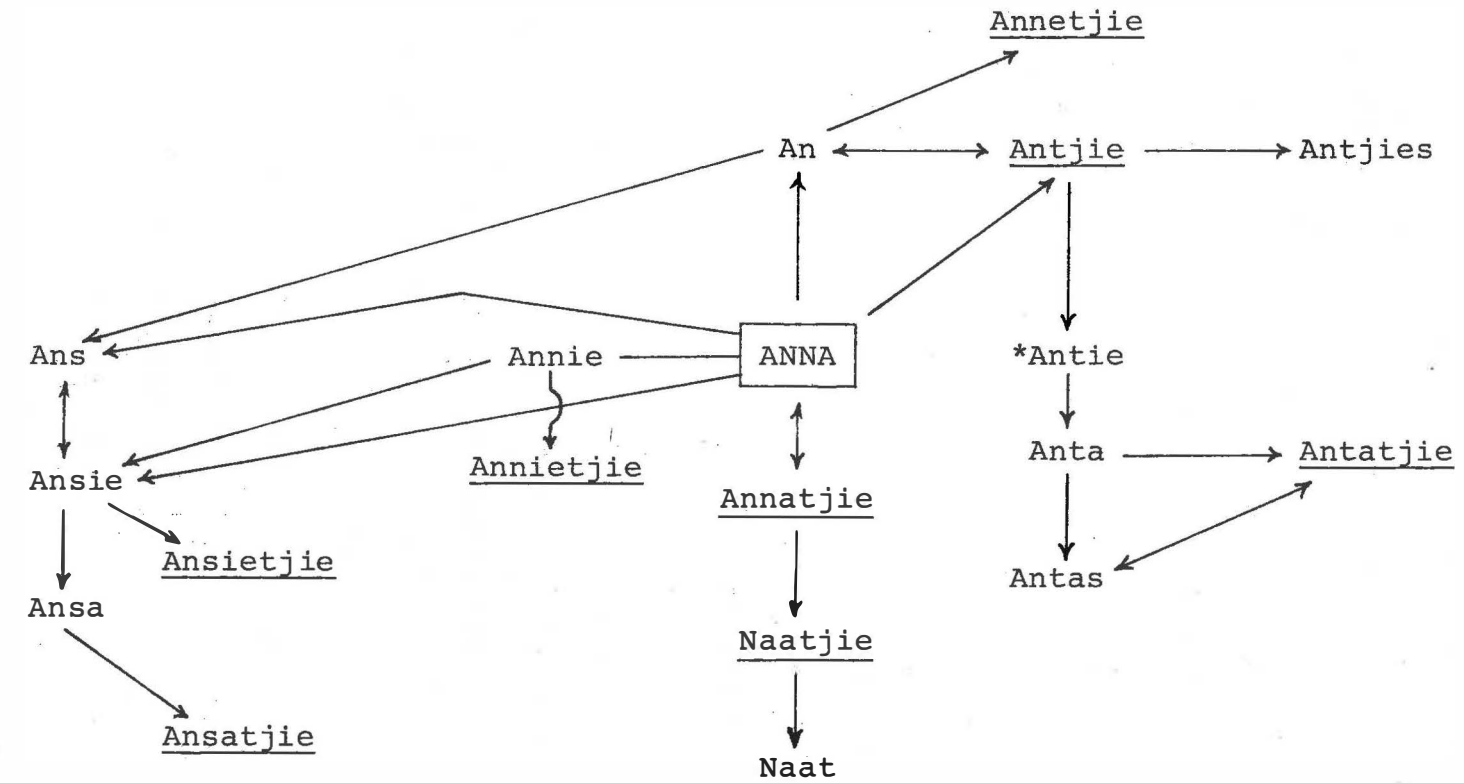 Annetjie
An Antjie Antjies
Ans Annie ANNA *Antie
Ansie Annietjie Anta Antatjie
Annatjie
Ansietjie Antas
Ansa
Naatjie
Ansatjie
Naat